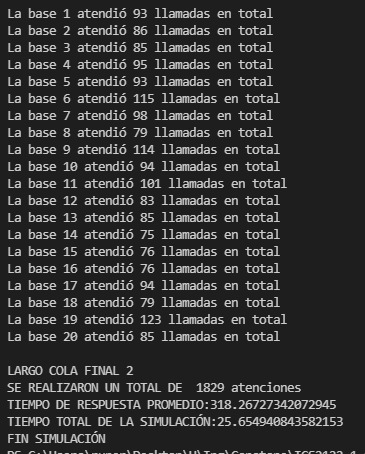 La base 1 atendió 93 llamadas en total
La base 2 atendió 86 llamadas en total
La base 3 atendió 85 llamadas en total
La base 4 atendió 95 llamadas en total
La base 5 atendió 93 llamadas en total
La base 6 atendió 115 llamadas en total
La base 7 atendió 98 llamadas en total
La base 8 atendió 79 llamadas en total
La base 9 atendió 114 llamadas en total
La base 10 atendió 94 llamadas en total
La base 11 atendió 101 llamadas en total
La base 12 atendió 83 llamadas en total
La base 13 atendió 85 llamadas en total
La base 14 atendió 75 llamadas en total
La base 15 atendió 76 llamadas en total
La base 16 atendió 76 llamadas en total
La base 17 atendió 94 llamadas en total
La base 18 atendió 79 llamadas en total
La base 19 atendió 123 llamadas en total
La base 20 atendió 85 llamadas en total
LARGO COLA FINAL 2
SE REALIZARON UN TOTAL DE  1829 atenciones
TIEMPO DE RESPUESTA PROMEDIO:318.26727342072945
TIEMPO TOTAL DE LA SIMULACIÓN:25.654940843582153
FIN SIMULACIÓN